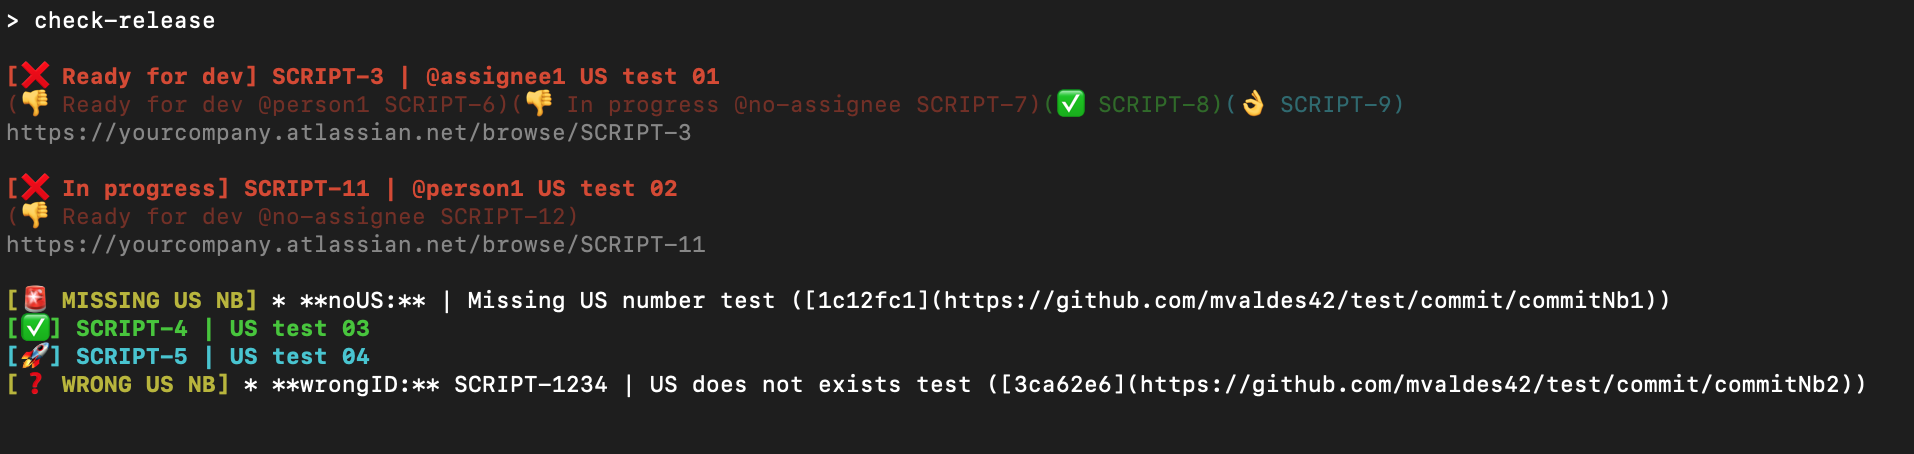 > check-release
[❌ Ready for dev] SCRIPT-3 | @assignee1 US test 01
(👎 Ready for dev @person1 SCRIPT-6)(👎 In progress @no-assignee SCRIPT-7)(✅ SCRIPT-8)(👌 SCRIPT-9)
https://yourcompany.atlassian.net/browse/SCRIPT-3
[❌ In progress] SCRIPT-11 | @person1 US test 02
(👎 Ready for dev @no-assignee SCRIPT-12)
https://yourcompany.atlassian.net/browse/SCRIPT-11
[🚨 MISSING US NB] * **noUS:** | Missing US number test ([1c12fc1](https://github.com/mvaldes42/test/commit/commitNb1))
[✅] SCRIPT-4 | US test 03
[🚀] SCRIPT-5 | US test 04
[❓ WRONG US NB] * **wrongID:** SCRIPT-1234 | US does not exists test ([3ca62e6](https://github.com/mvaldes42/test/commit/commitNb2))